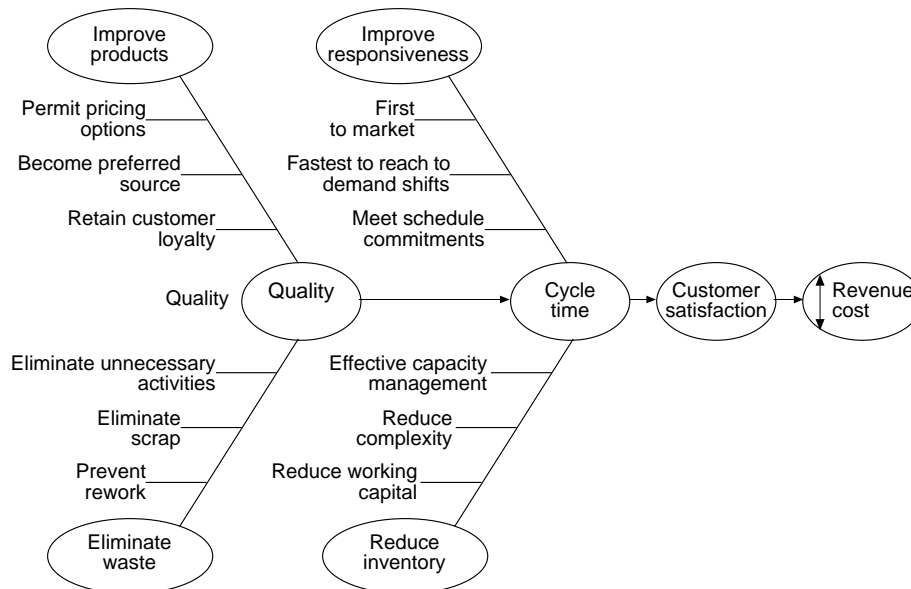 Improve
products
Improve
responsiveness
Permit pricing
options
First
to market
Become preferred
source
Fastest to reach to
demand shifts
Retain customer
loyalty
Meet schedule
commitments
Quality
Quality
Cycle
time
Customer
satisfaction
Revenue
cost
Eliminate unnecessary
activities
Effective capacity
management
Eliminate
scrap
Reduce
complexity
Prevent
rework
Reduce working
capital
Eliminate
waste
Reduce
inventory